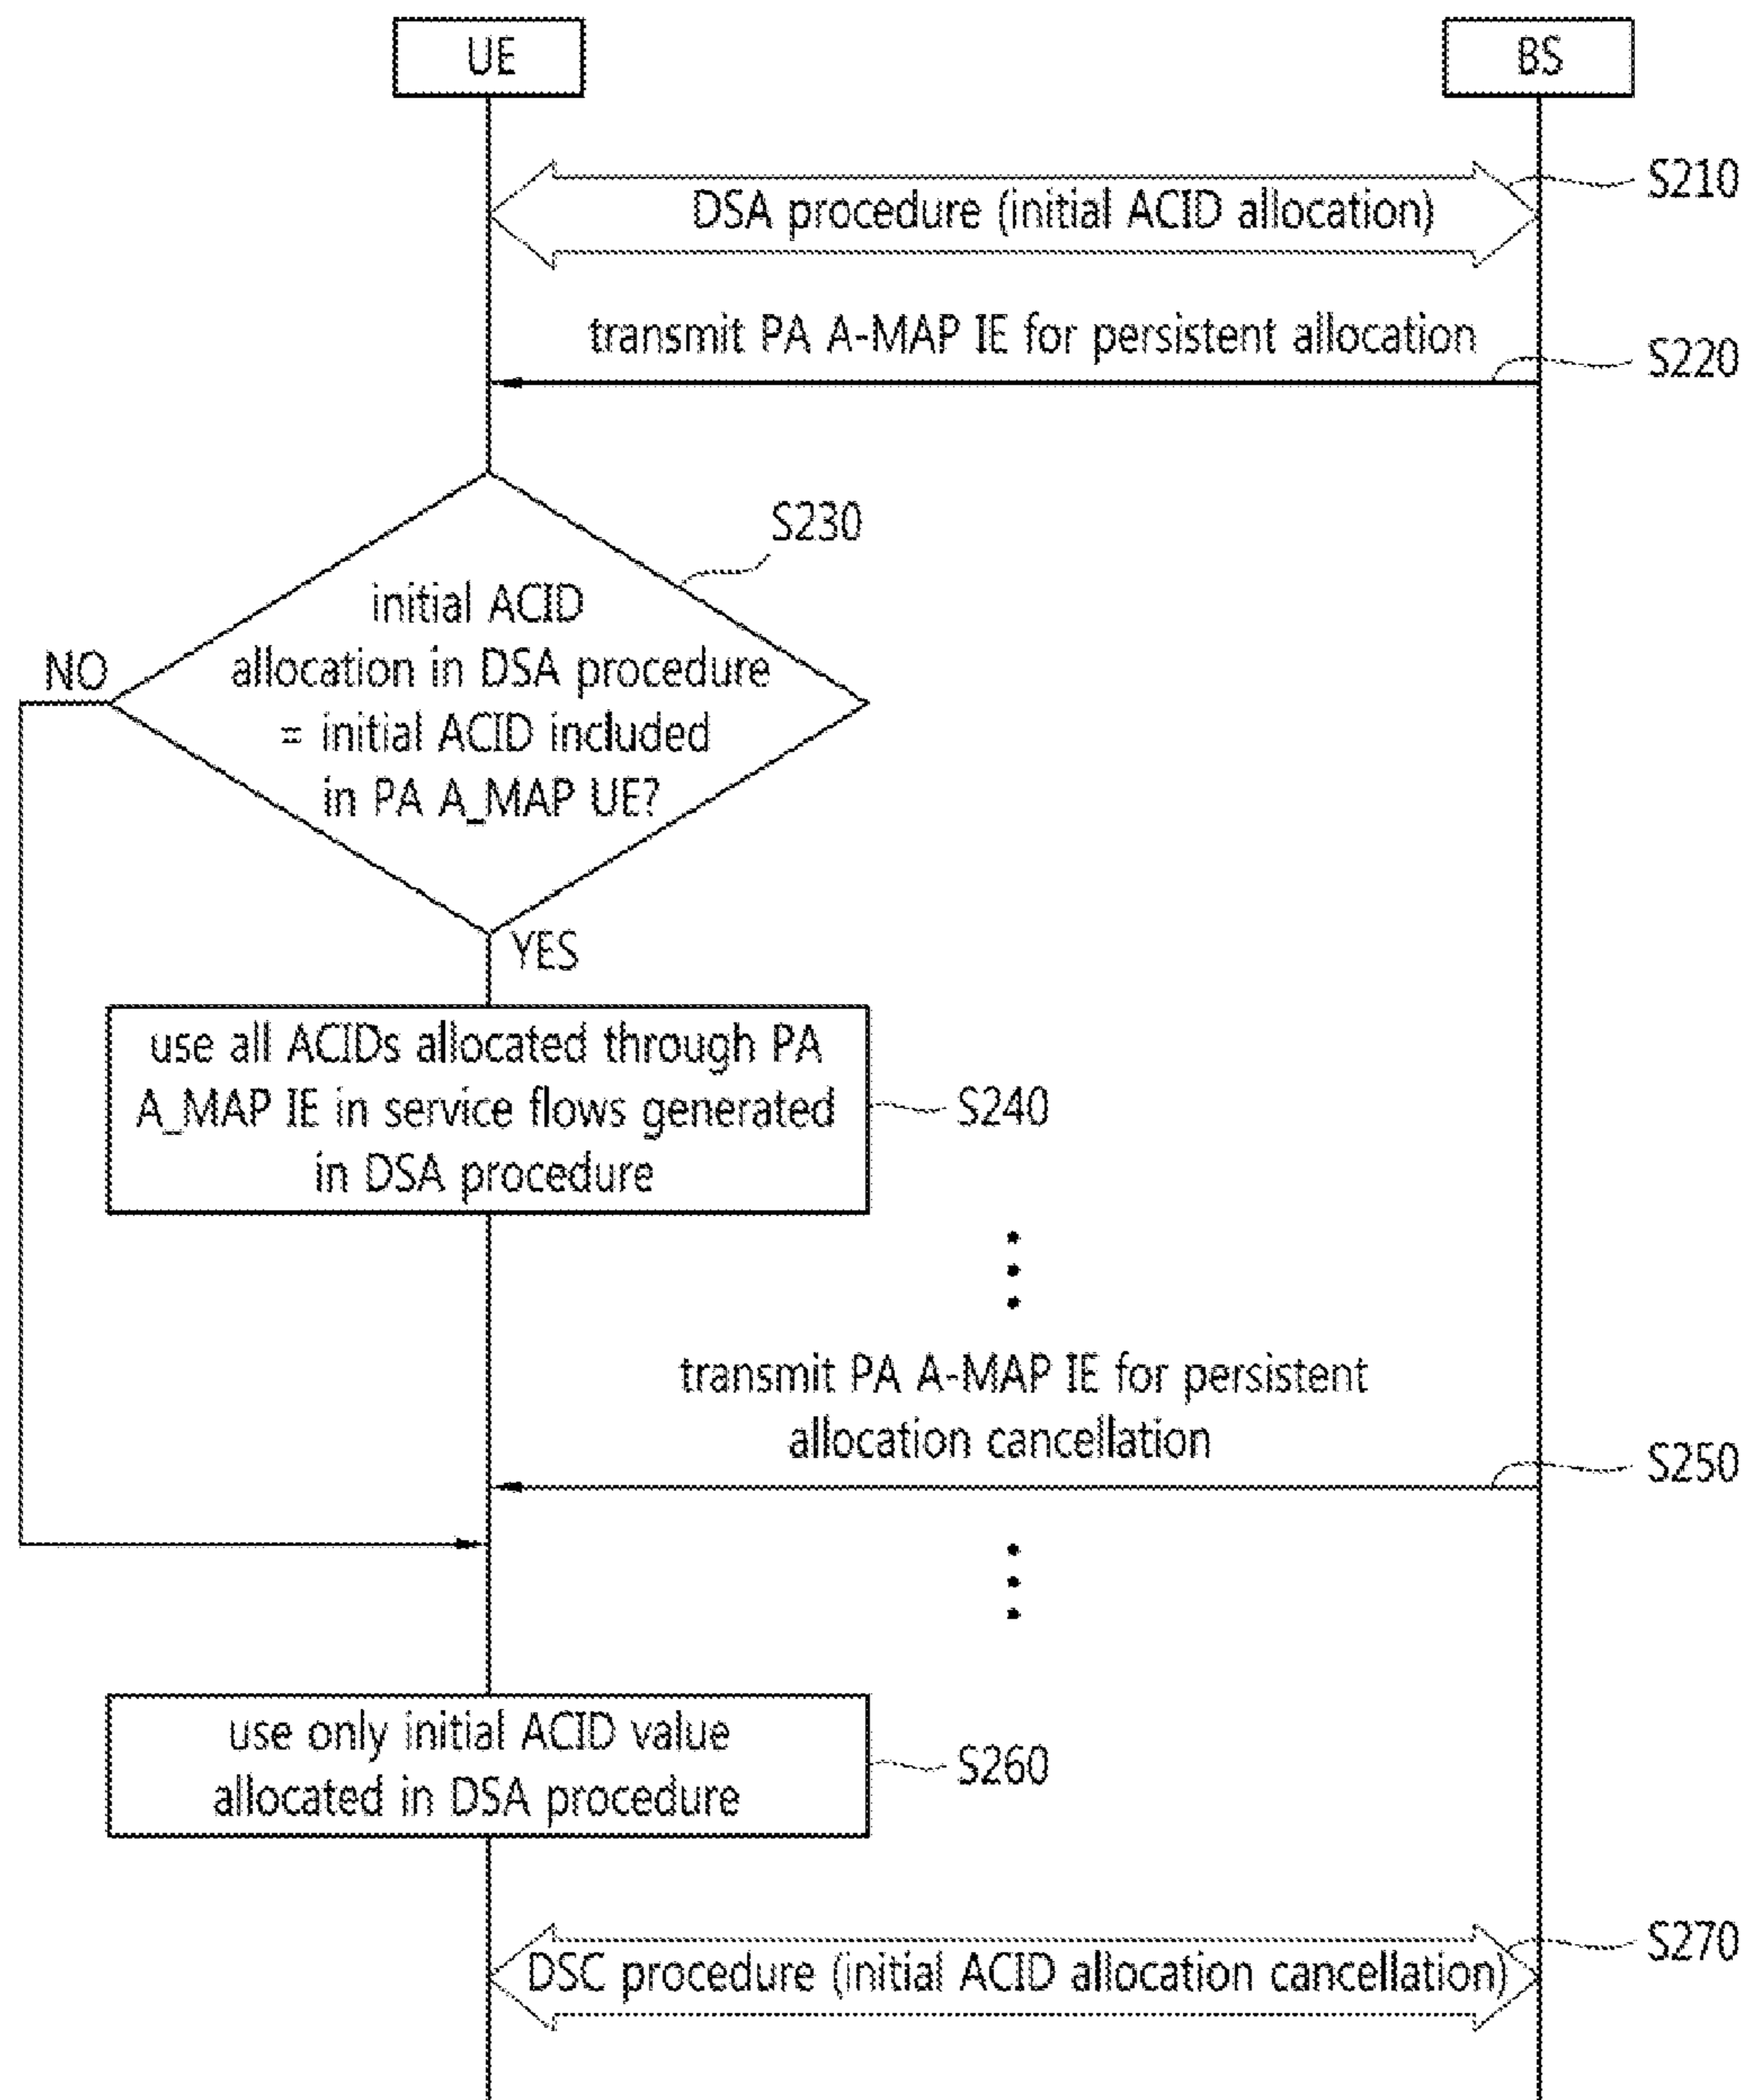 UE
BS
S210
DSA procedure (initial ACID allocation)
transmit PA A-MAP IE for persistent allocation
S220
S230
initial ACID
allocation in DSA procedure
= initial ACID included
in PA A_MAP UE?
NO
YES
use all ACIDs allocated through PA
A_MAP IE in service flows generated
in DSA procedure
S240
transmit PA A-MAP IE for persistent
allocation cancellation
S250
use only initial ACID value
allocated in DSA procedure
S260
S270
DSC procedure (initial ACID allocation cancellation)